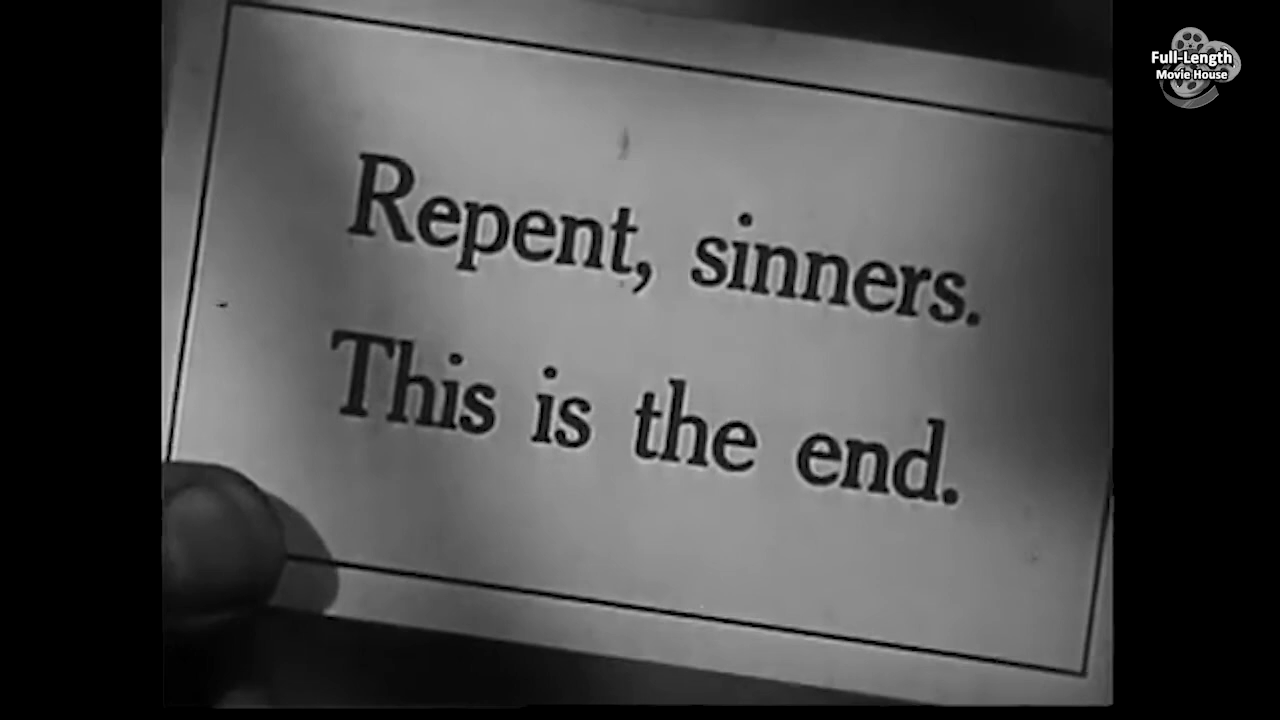 Full-Length
Movie House
Repent, sinners.
This is the end.